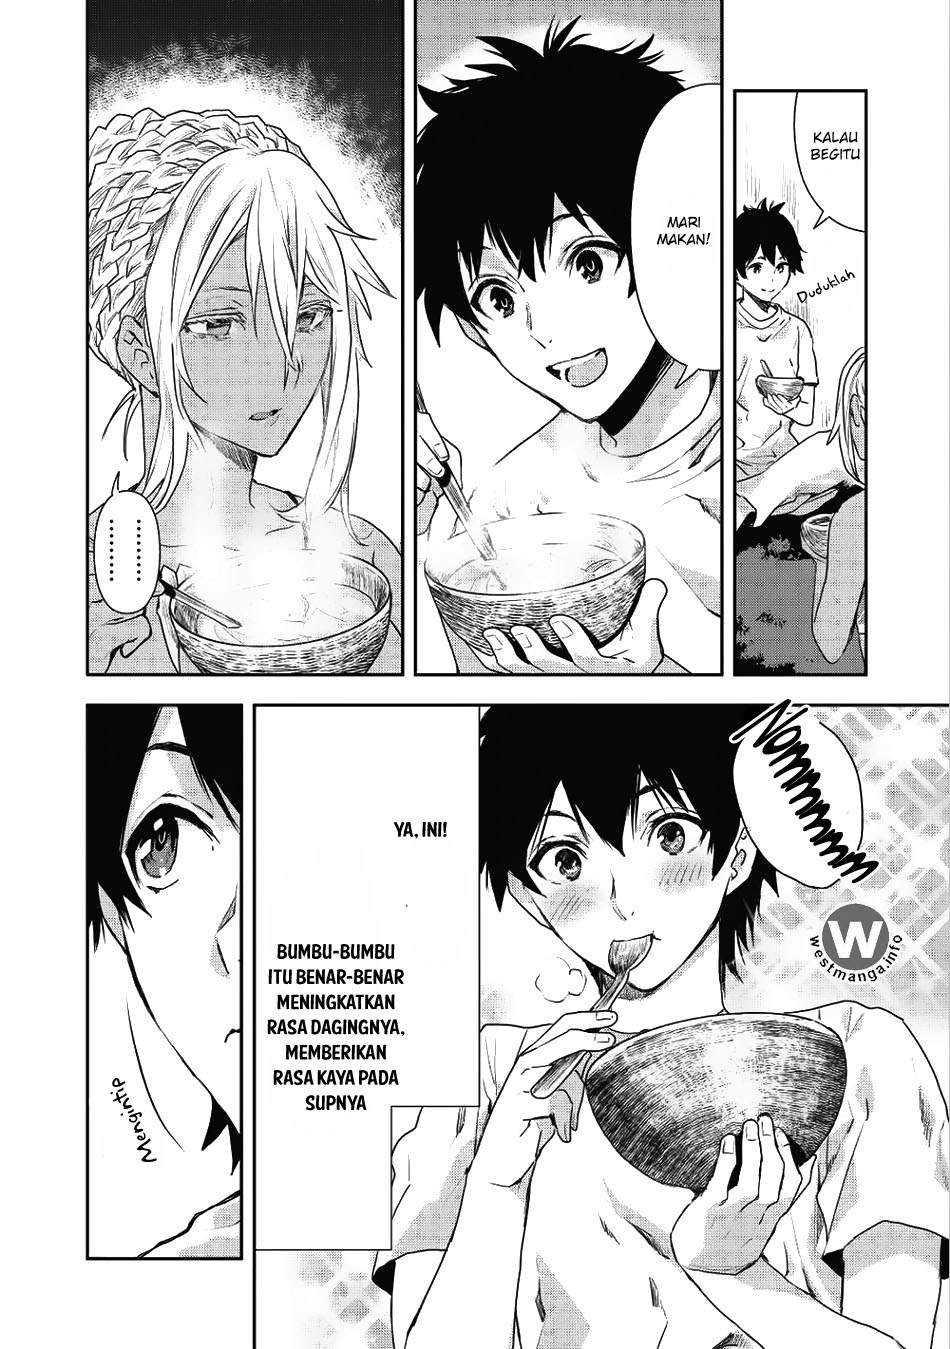 KALAU
BEGITU
Duduklah
MARI
MAKAN!
Nommmmm
YA, INI!
BUMBU-BUMBU
ITU BENAR-BENAR
MENINGKATKAN
RASA DAGINGNYA,
MEMBERIKAN
RASA KAYA PADA
SUPNYA
Mengintip
W
westmanga.info